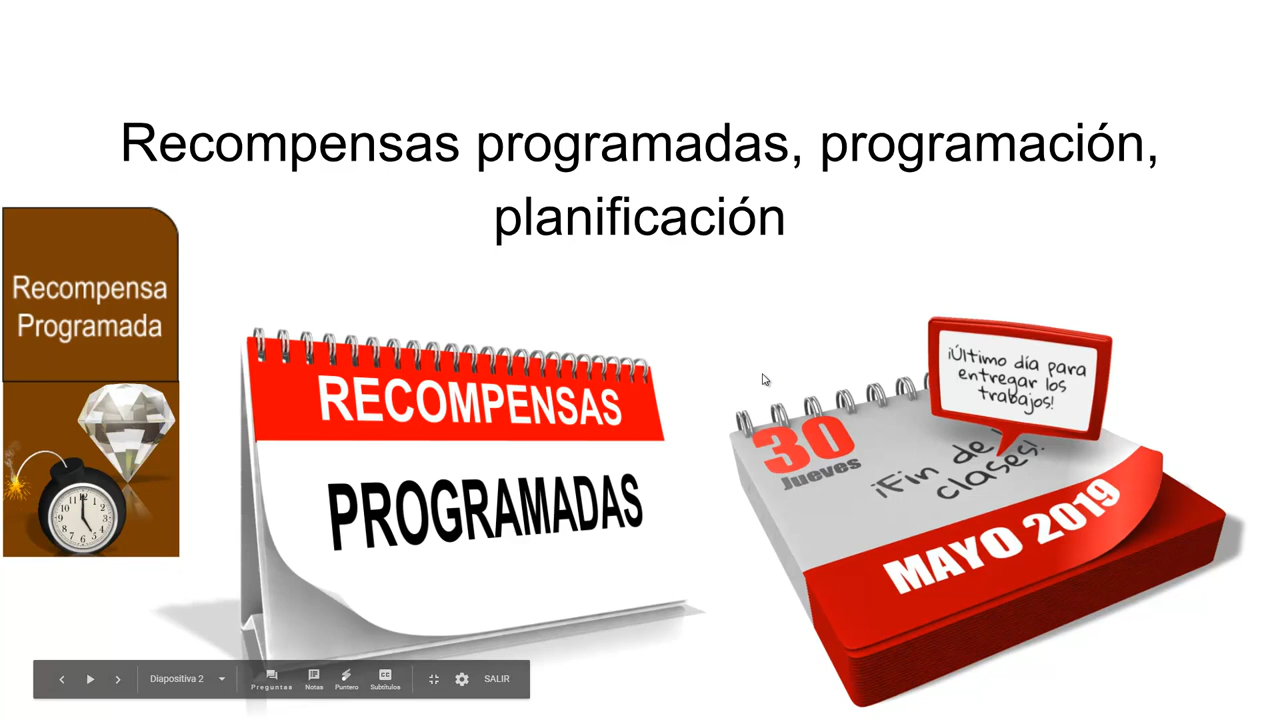 Recompensas programadas, programación,
planificación
Recompensa
Programada
RECOMPENSAS
PROGRAMADAS
¡Último día para
entregar los
trabajos!
30
Jueves
¡Fin de
clases!
MAYO 2019
Diapositiva 2
Preguntas
Notas
Puntero
Subtítulos
SALIR